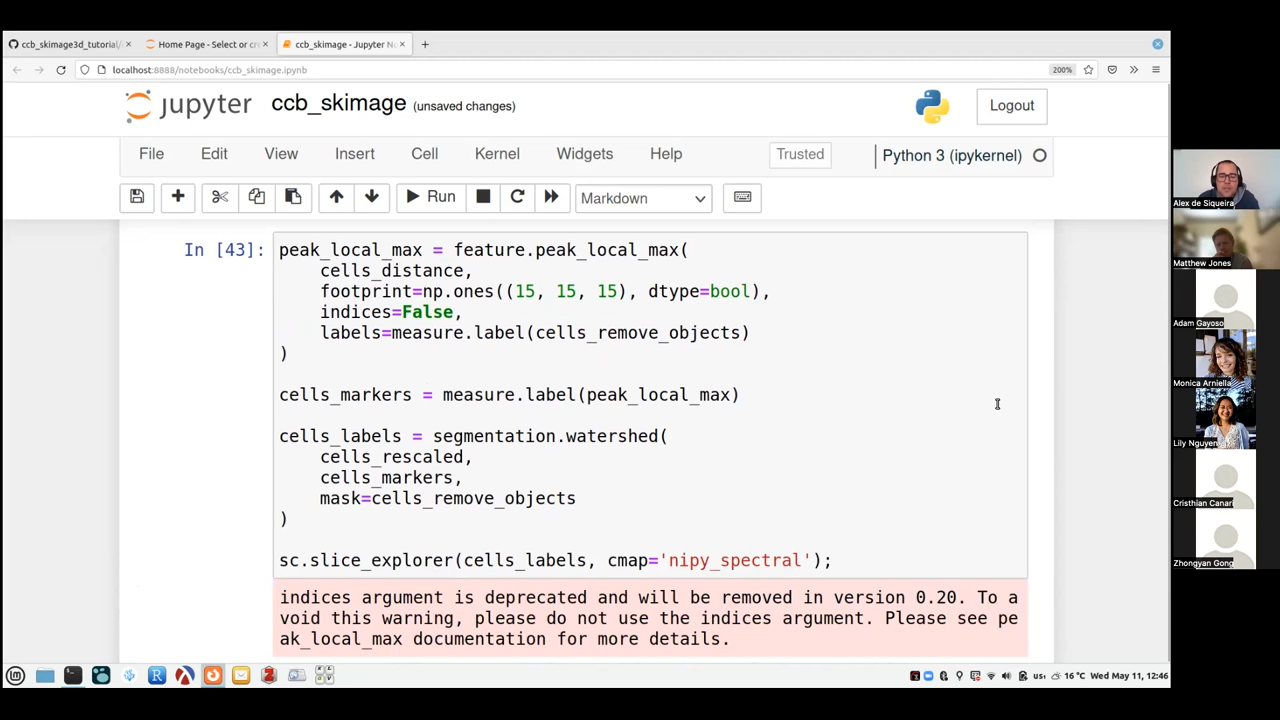 ccb_skimage3d_tutorial/
Home Page - Select or cre
ccb_skimage - Jupyter No
localhost:8888/notebooks/ccb_skimage.ipynb
200%
jupyter ccb_skimage (unsaved changes)
Logout
File Edit View Insert Cell Kernel Widgets Help
Trusted
Python 3 (ipykernel)
Run
Markdown
In [43]:
peak_local_max = feature.peak_local_max(
cells_distance,
footprint=np.ones((15, 15, 15), dtype=bool),
indices=False,
labels=measure.label(cells_remove_objects)
)
cells_markers = measure.label(peak_local_max)
cells_labels = segmentation.watershed(
cells_rescaled,
cells_markers,
mask=cells_remove_objects
)
sc.slice_explorer(cells_labels, cmap='nipy_spectral');
indices argument is deprecated and will be removed in version 0.20. To a
void this warning, please do not use the indices argument. Please see pe
ak_local_max documentation for more details.
16 °C Wed May 11, 12:46
Alex de Siqueira
Matthew Jones
Adam Gayoso
Monica Arniella
Lily Nguyen
Cristhian Canari
Zhongyan Gong